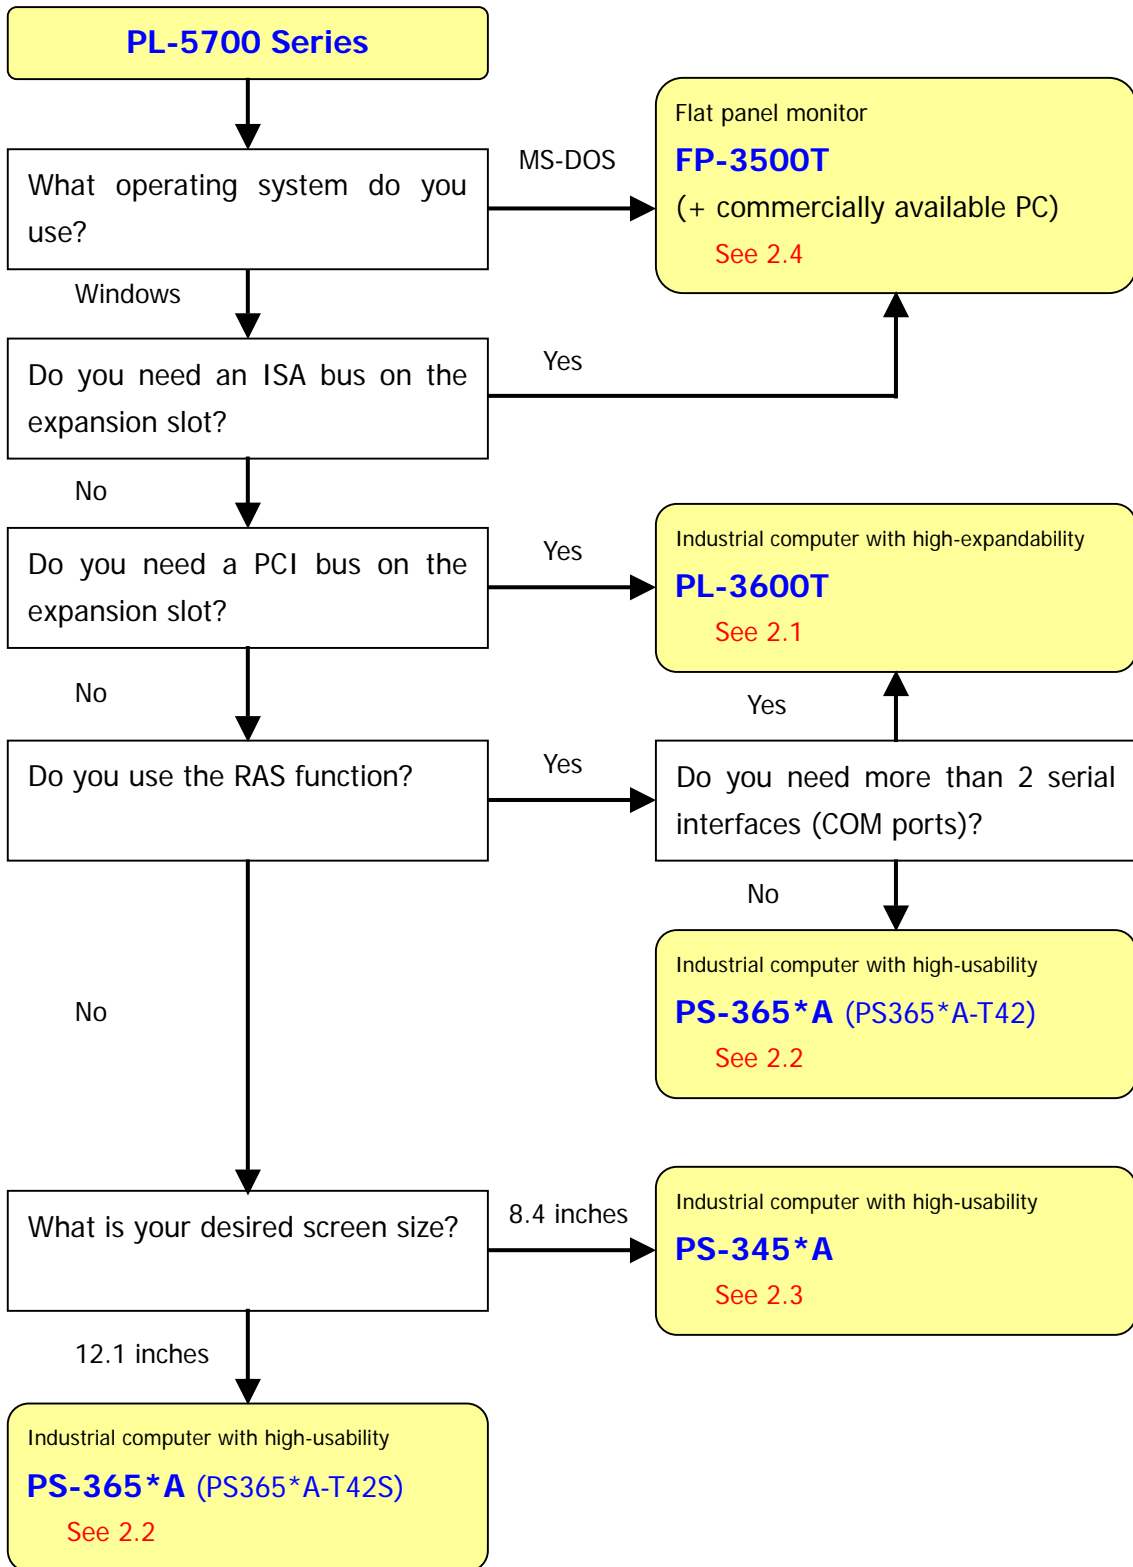 PL-5700 Series
What operating system do you
use?
MS-DOS
Flat panel monitor
FP-3500T
(+ commercially available PC)
See 2.4
Windows
Do you need an ISA bus on the
expansion slot?
Yes
No
Do you need a PCI bus on the
expansion slot?
Yes
Industrial computer with high-expandability
PL-3600T
See 2.1
No
Yes
Do you use the RAS function?
Yes
Do you need more than 2 serial
interfaces (COM ports)?
No
Industrial computer with high-usability
PS-365*A (PS365*A-T42)
See 2.2
No
What is your desired screen size?
8.4 inches
Industrial computer with high-usability
PS-345*A
See 2.3
12.1 inches
Industrial computer with high-usability
PS-365*A (PS365*A-T42S)
See 2.2